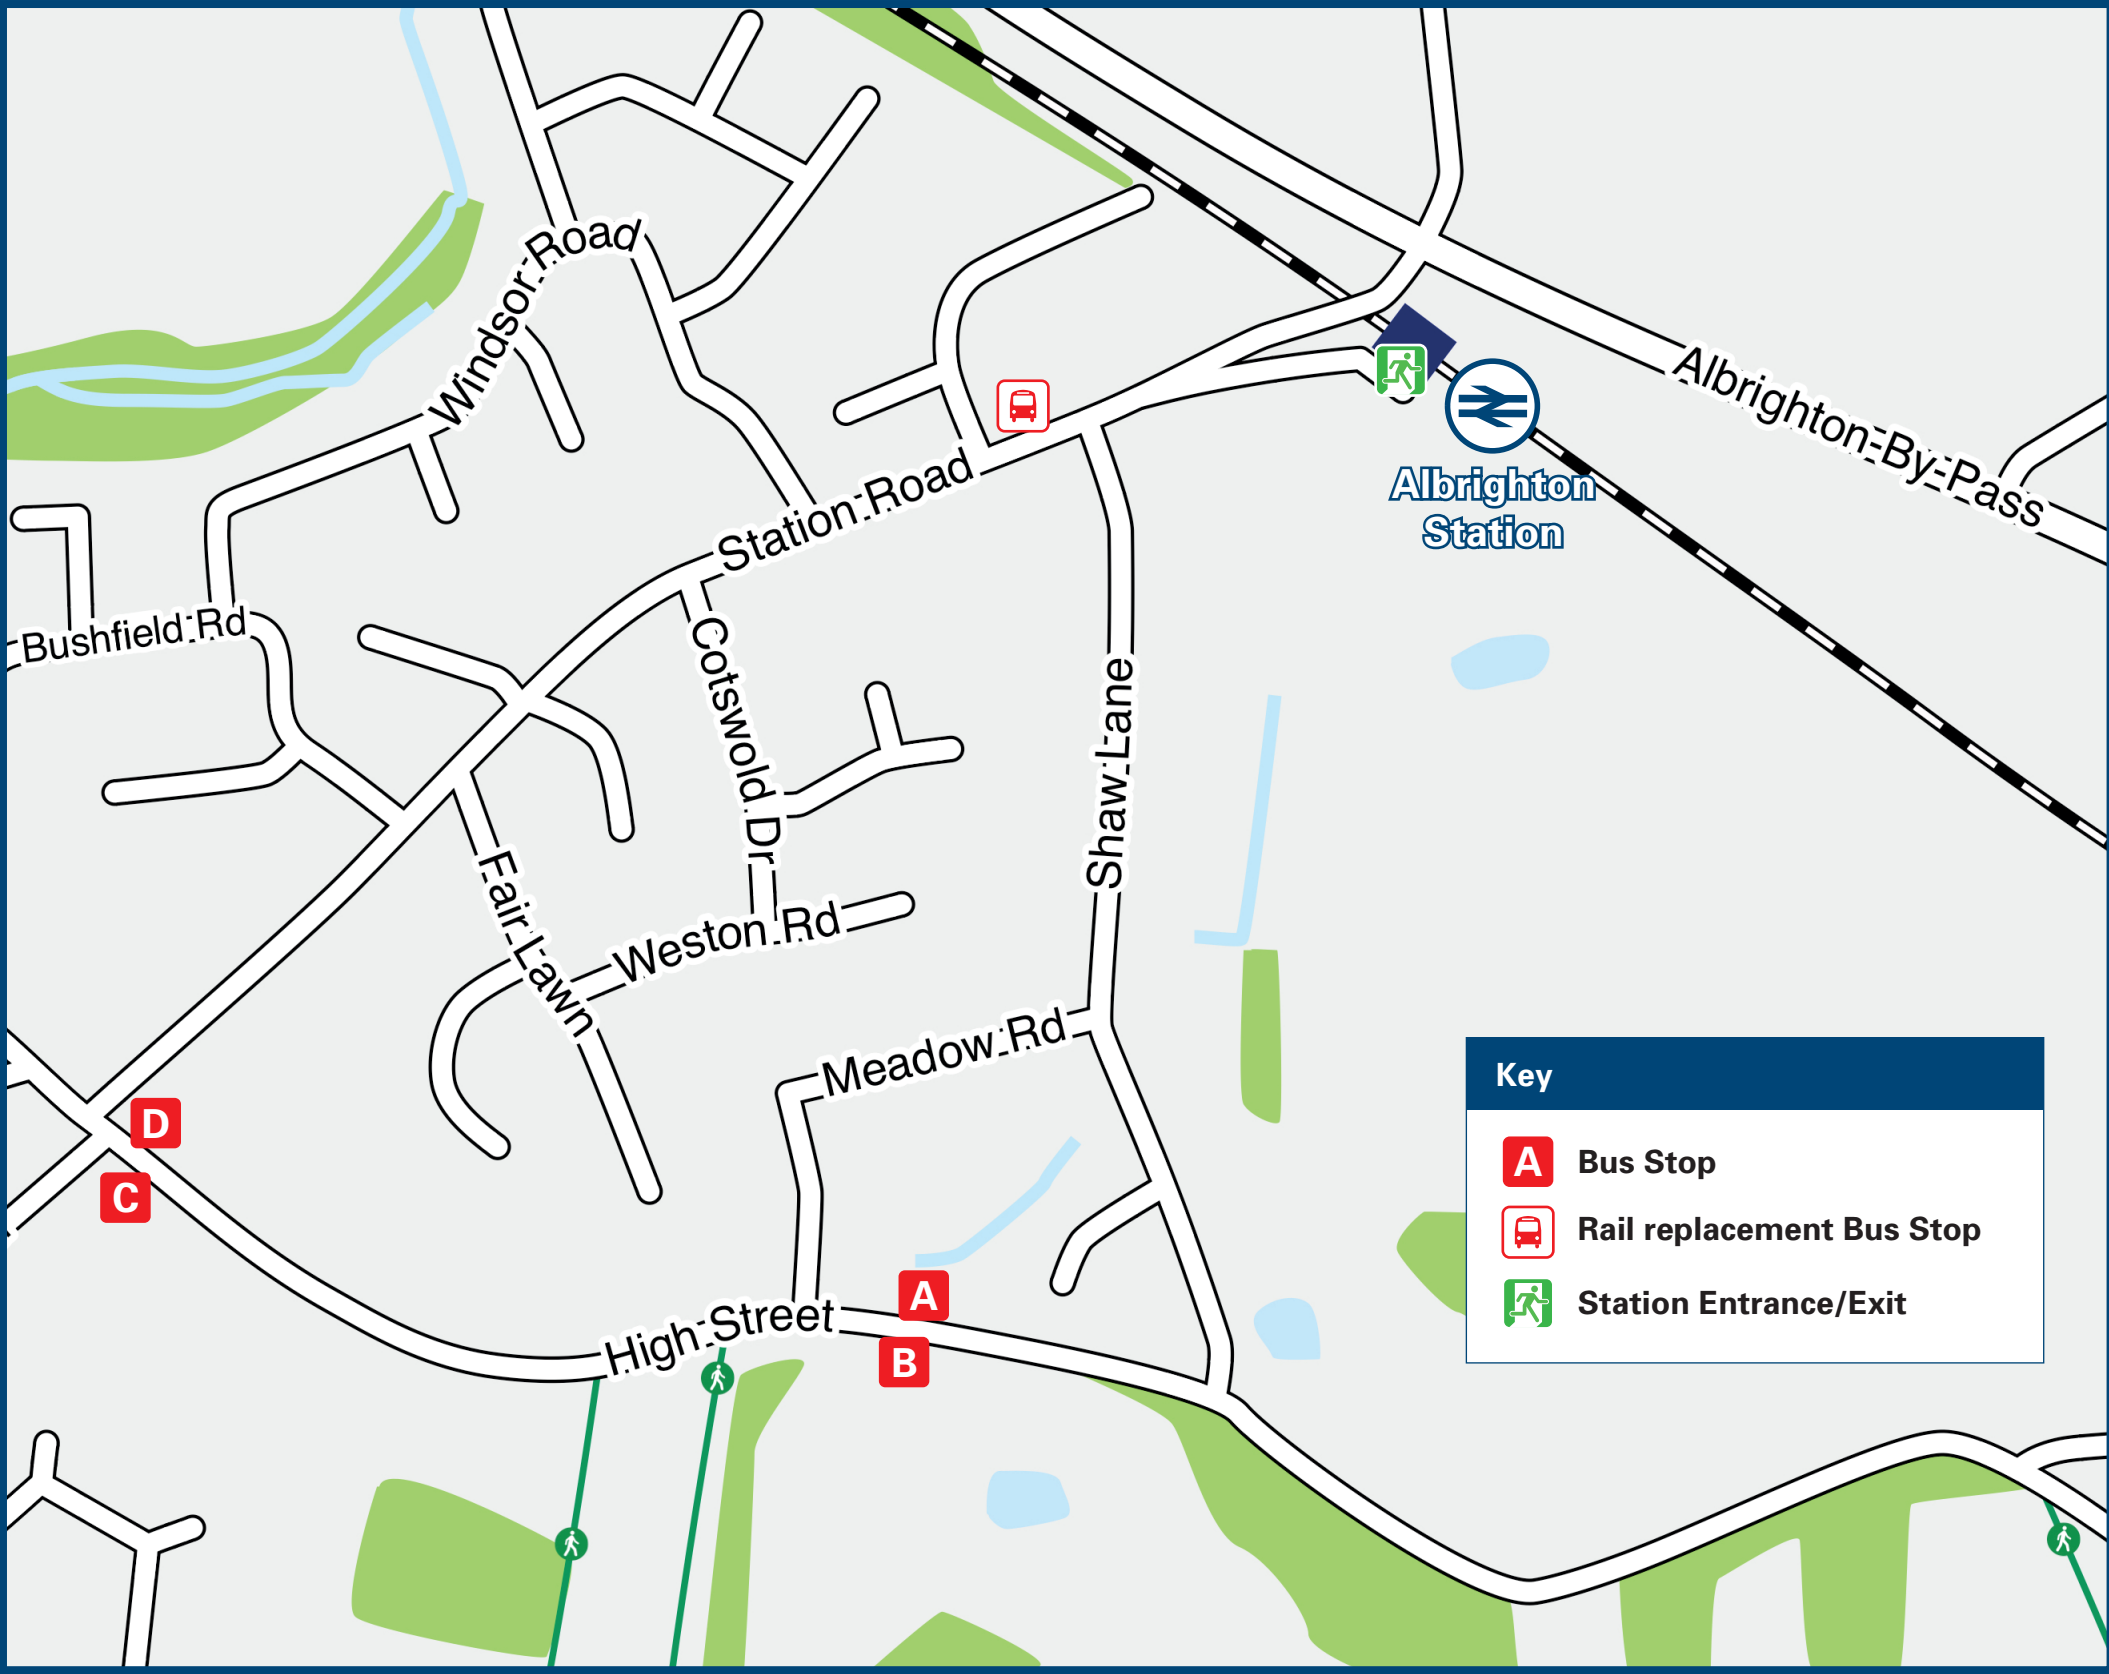 Windsor Road
Albrighton-By-Pass
Station Road
Albrighton
Station
Bushfield Rd
Cotswold Dr
Shaw Lane
Fair Lawn
Weston Rd
Meadow Rd
D
C
A
B
High Street
Key
A Bus Stop
Rail replacement Bus Stop
Station Entrance/Exit